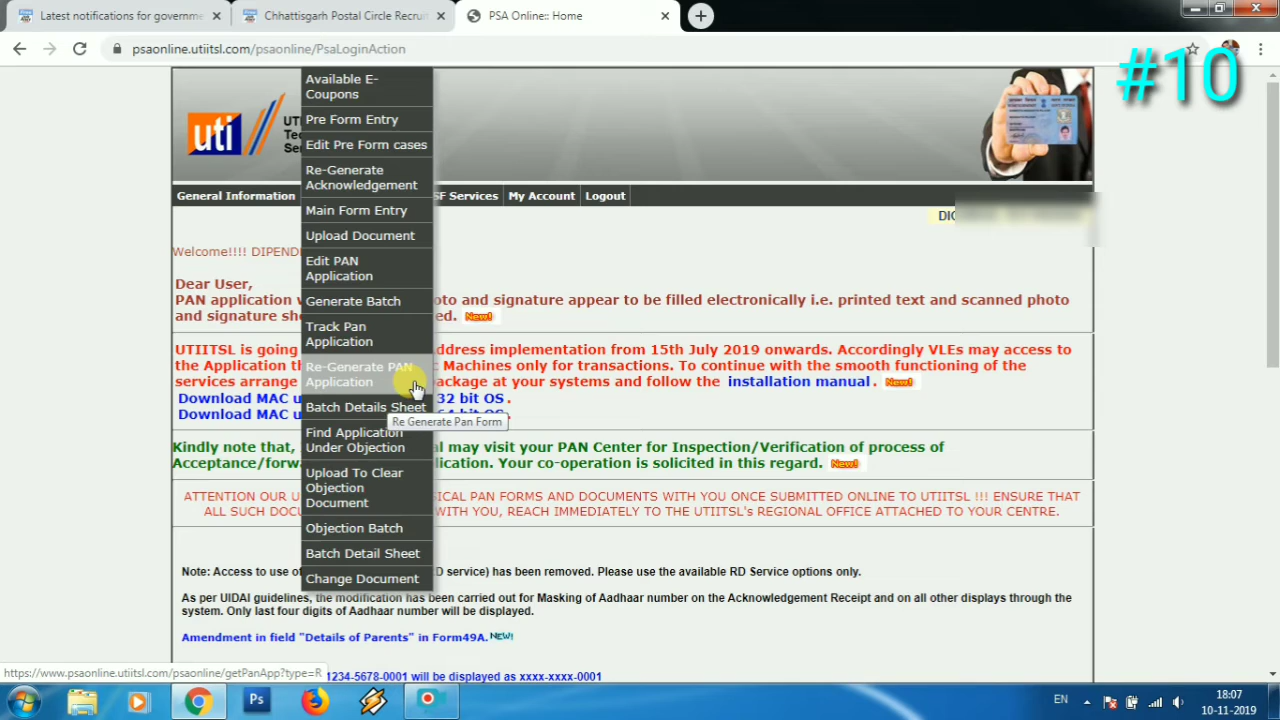 Latest notifications for governme
Chhattisgarh Postal Circle Recruit
PSA Online:: Home
psaonline.utiitsl.com/psaonline/PsaLoginAction
#10
uti
General Information
SF Services
My Account
Logout
Available E-
Coupons
Pre Form Entry
Edit Pre Form cases
Re-Generate
Acknowledgement
Main Form Entry
Upload Document
Edit PAN
Application
Generate Batch
Track Pan
Application
Re-Generate PAN
Application
Batch Details Sheet
Re Generate Pan Form
Find Application
Under Objection
Upload To Clear
Objection
Document
Objection Batch
Batch Detail Sheet
Change Document
Welcome!!!! DIPEND
Dear User,
PAN application oto and signature appear to be filled electronically i.e. printed text and scanned photo
and signature sh ed. New!
UTIITSL is going ddress implementation from 15th July 2019 onwards. Accordingly VLEs may access to
the Application th c Machines only for transactions. To continue with the smooth functioning of
services arrange package at your systems and follow the installation manual. New!
Download MAC u 32 bit OS.
Download MAC u 64 bit OS.
Kindly note that, al may visit your PAN Center for Inspection/Verification of process of
Acceptance/forwa lication. Your co-operation is solicited in this regard. New!
ATTENTION OUR U SICAL PAN FORMS AND DOCUMENTS WITH YOU ONCE SUBMITTED ONLINE TO UTIITSL !!! ENSURE THAT
ALL SUCH DOCU WITH YOU, REACH IMMEDIATELY TO THE UTIITSL's REGIONAL OFFICE ATTACHED TO YOUR CENTRE.
Note: Access to use of D service) has been removed. Please use the available RD Service options only.
As per UIDAI guidelines, the modification has been carried out for Masking of Aadhaar number on the Acknowledgement Receipt and on all other displays through the
system. Only last four digits of Aadhaar number will be displayed.
Amendment in field "Details of Parents" in Form49A. NEW!
1234-5678-0001 will be displayed as xxxx-xxxx-0001
https://www.psaonline.utiitsl.com/psaonline/getPanApp?type=R
Ps
EN
18:07
10-11-2019